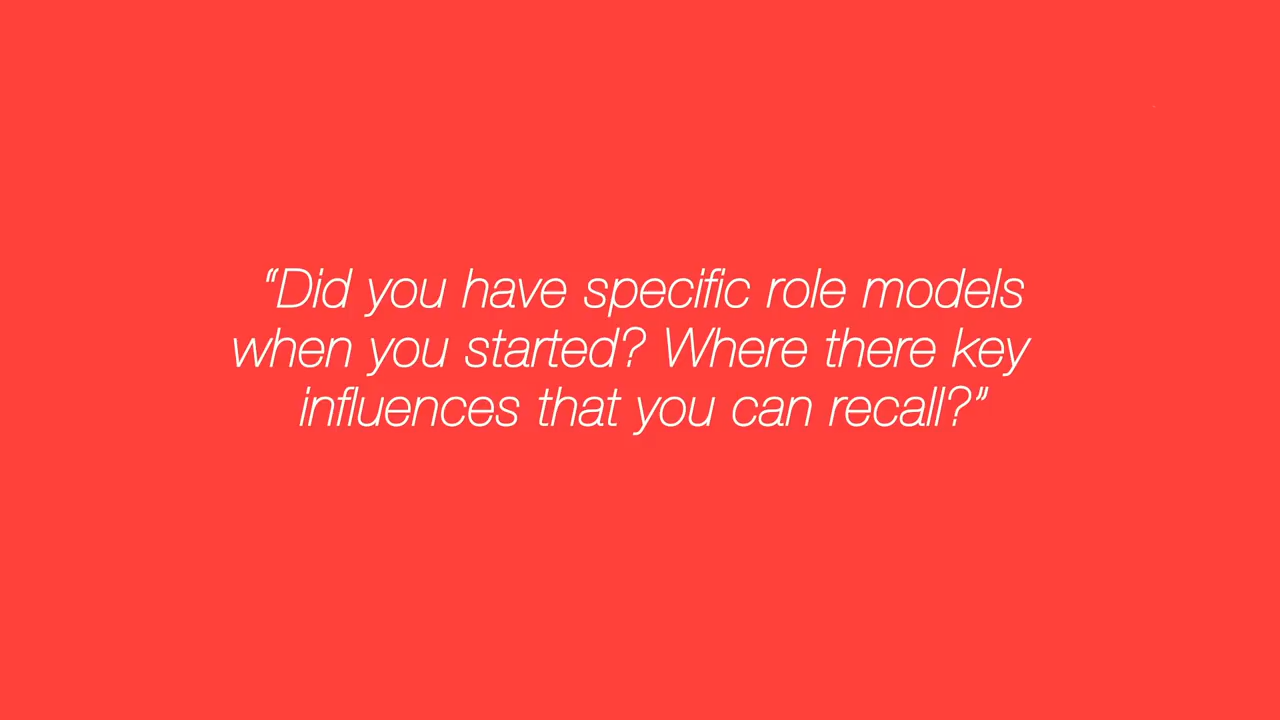 “Did you have specific role models
when you started? Where there key
influences that you can recall?”